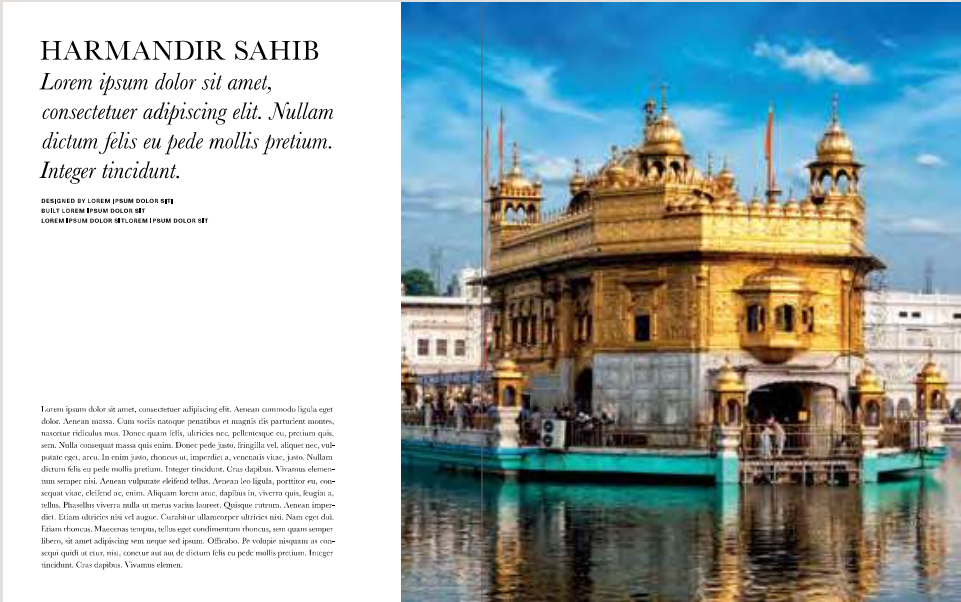 HARMANDIR SAHIB
Lorem ipsum dolor sit amet,
consectetuer adipiscing elit. Nullam
dictum felis eu pede mollis pretium.
Integer tincidunt.
DESIGNED BY LOREM IPSUM DOLOR SITI
BUILT LOREM IPSUM DOLOR SIT
LOREM IPSUM DOLOR SITLOREM IPSUM DOLOR SIT
Lorem ipsum dolor sit amet, consectetuer adipiscing elit. Aenean commodo ligula eget
dolor. Aenean massa. Cum sociis natoque penatibus et magnis dis parturient montes,
nascetur ridiculus mus. Donec quam felis, ultricies nec, pellentesque eu, pretium quis,
sem. Nulla consequat massa quis enim. Donec pede justo, fringilla vel, aliquet nec, vul-
putate eget, arcu. In enim justo, rhoncus ut, imperdiet a, venenatis vitae, justo. Nullam
dictum felis eu pede mollis pretium. Integer tincidunt. Cras dapibus. Vivamus elemen-
tum semper nisi. Aenean vulputate eleifend tellus. Aenean leo ligula, porttitor eu, con-
sequat vitae, eleifend ac, enim. Aliquam lorem ante, dapibus in, viverra quis, feugiat a,
tellus. Phasellus viverra nulla ut metus varius laoreet. Quisque rutrum. Aenean imper-
diet. Etiam ultricies nisi vel augue. Curabitur ullamcorper ultricies nisi. Nam eget dui.
Etiam rhoncus. Maecenas tempus, tellus eget condimentum rhoncus, sem quam semper
libero, sit amet adipiscing sem neque sed ipsum. Officabo. Pe volupie nisquam as con-
sequi quidi ut etur, nisi, conetur aut aut de dictum felis eu pede mollis pretium. Integer
tincidunt. Cras dapibus. Vivamus elemen.